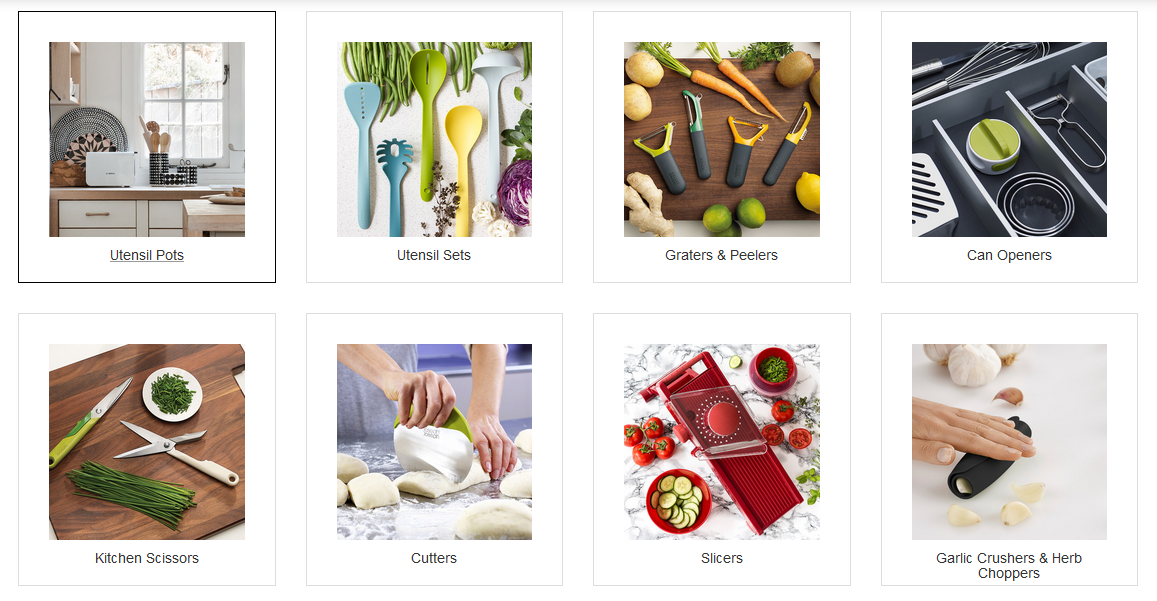 Utensil Pots
Utensil Sets
Graters & Peelers
Can Openers
Kitchen Scissors
Cutters
Slicers
Garlic Crushers & Herb
Choppers